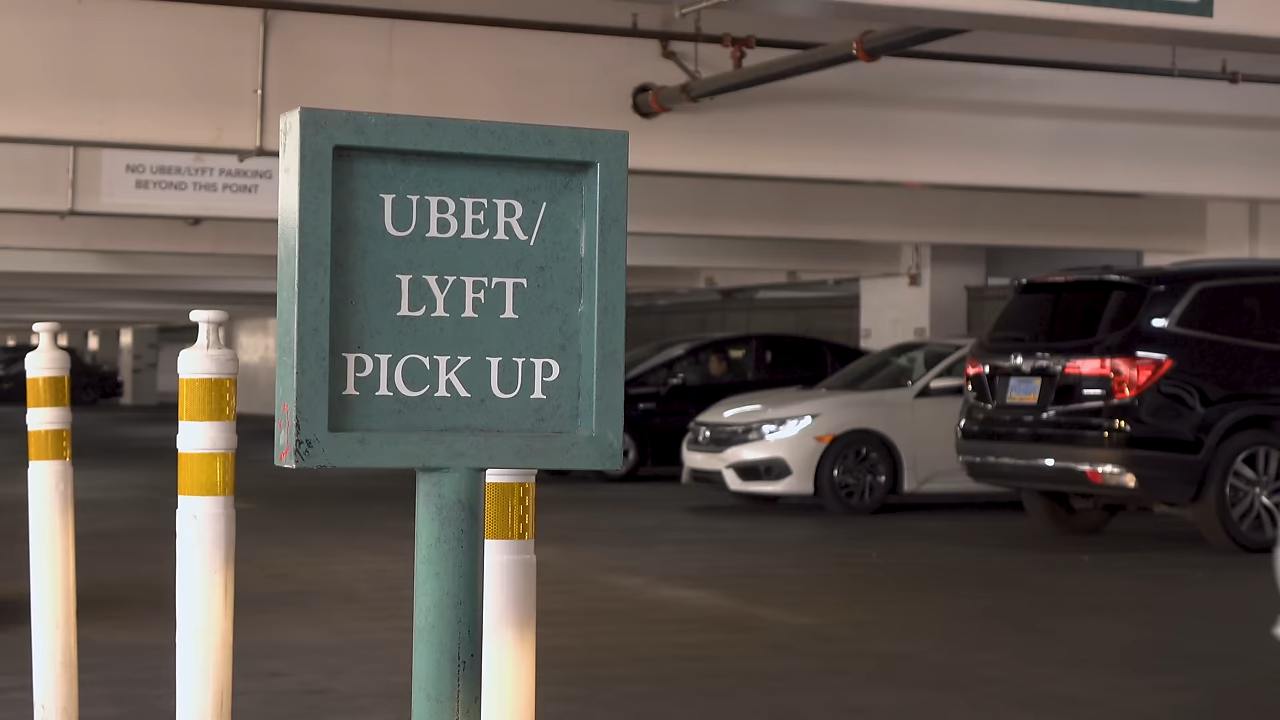 NO UBER/LYFT PARKING
BEYOND THIS POINT
UBER/
LYFT
PICK UP